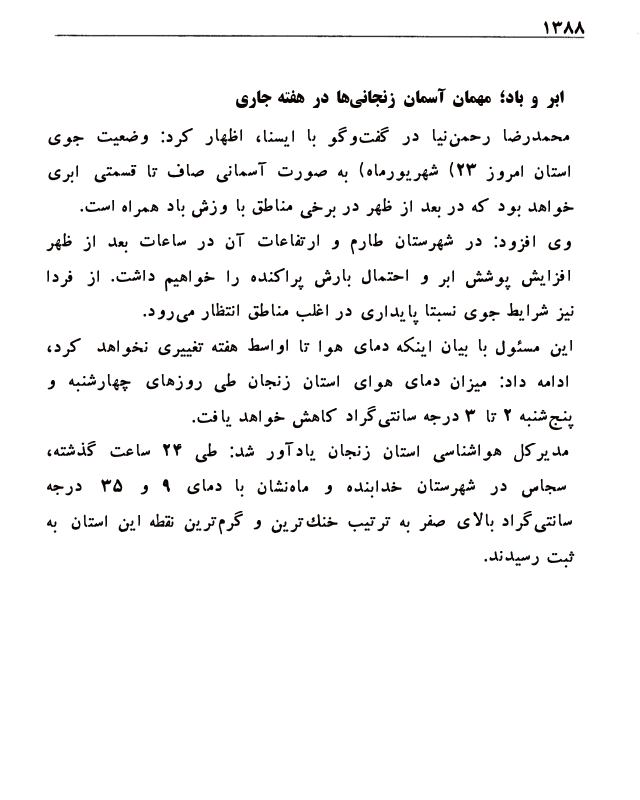 ۱۳۸۸
ابر و باد؛ مهمان آسمان زنجانی‌ها در هفته جاری
محمدرضا رحمن‌نیا در گفت‌وگو با ایسنا، اظهار کرد: وضعیت جوی
استان امروز ۲۳) شهریورماه) به صورت آسمانی صاف تا قسمتی ابری
خواهد بود که در بعد از ظهر در برخی مناطق با وزش باد همراه است.
وی افزود: در شهرستان طارم و ارتفاعات آن در ساعات بعد از ظهر
افزایش پوشش ابر و احتمال بارش پراکنده را خواهیم داشت. از فردا
نیز شرایط جوی نسبتا پایداری در اغلب مناطق انتظار می‌رود.
این مسئول با بیان اینکه دمای هوا تا اواسط هفته تغییری نخواهد کرد،
ادامه داد: میزان دمای هوای استان زنجان طی روزهای چهارشنبه و
پنج‌شنبه ۲ تا ۳ درجه سانتی‌گراد کاهش خواهد یافت.
مدیرکل هواشناسی استان زنجان یادآور شد: طی ۲۴ ساعت گذشته،
سجاس در شهرستان خدابنده و ماه‌نشان با دمای ۹ و ۳۵ درجه
سانتی‌گراد بالای صفر به ترتیب خنک‌ترین و گرم‌ترین نقطه این استان به
ثبت رسیدند.